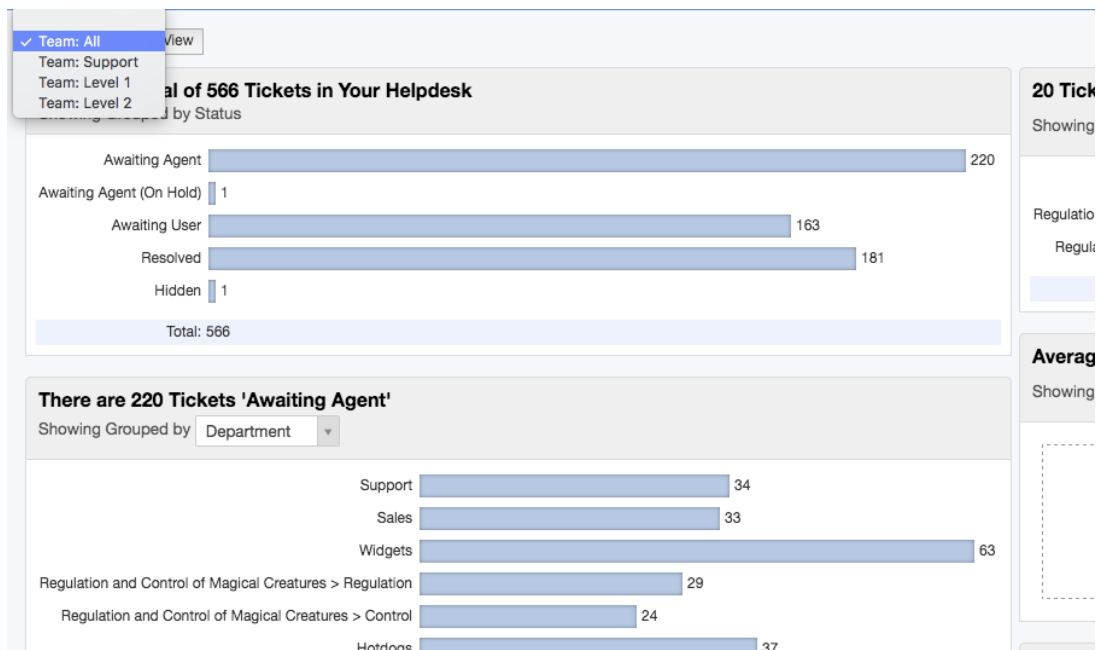 ✓ Team: All
Team: Support
Team: Level 1
Team: Level 2
View
al of 566 Tickets in Your Helpdesk
by Status
Awaiting Agent 220
Awaiting Agent (On Hold) 1
Awaiting User 163
Resolved 181
Hidden 1
Total: 566
There are 220 Tickets 'Awaiting Agent'
Showing Grouped by Department
Support 34
Sales 33
Widgets 63
Regulation and Control of Magical Creatures > Regulation 29
Regulation and Control of Magical Creatures > Control 24
Hotdogs 37
20 Tick
Showing
Regulatio
Regula
Averag
Showing